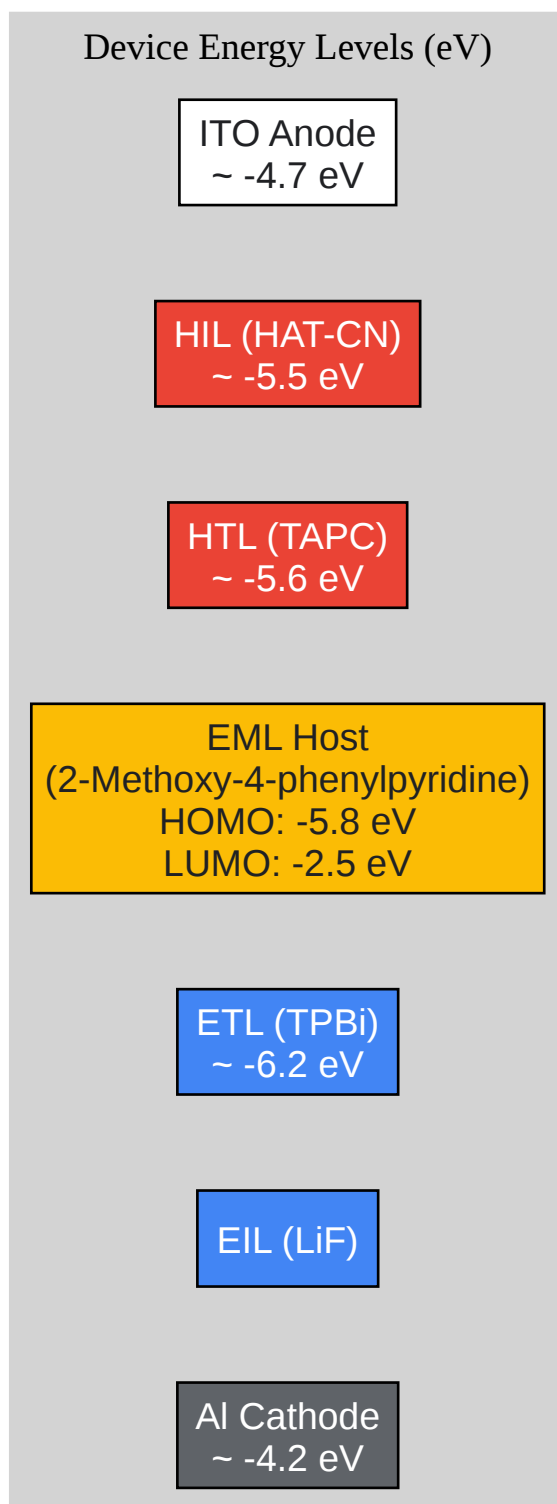 Device Energy Levels (eV)
ITO Anode
~ -4.7 eV
HIL (HAT-CN)
~ -5.5 eV
HTL (TAPC)
~ -5.6 eV
EML Host
(2-Methoxy-4-phenylpyridine)
HOMO: -5.8 eV
LUMO: -2.5 eV
ETL (TPBi)
~ -6.2 eV
EIL (LiF)
Al Cathode
~ -4.2 eV